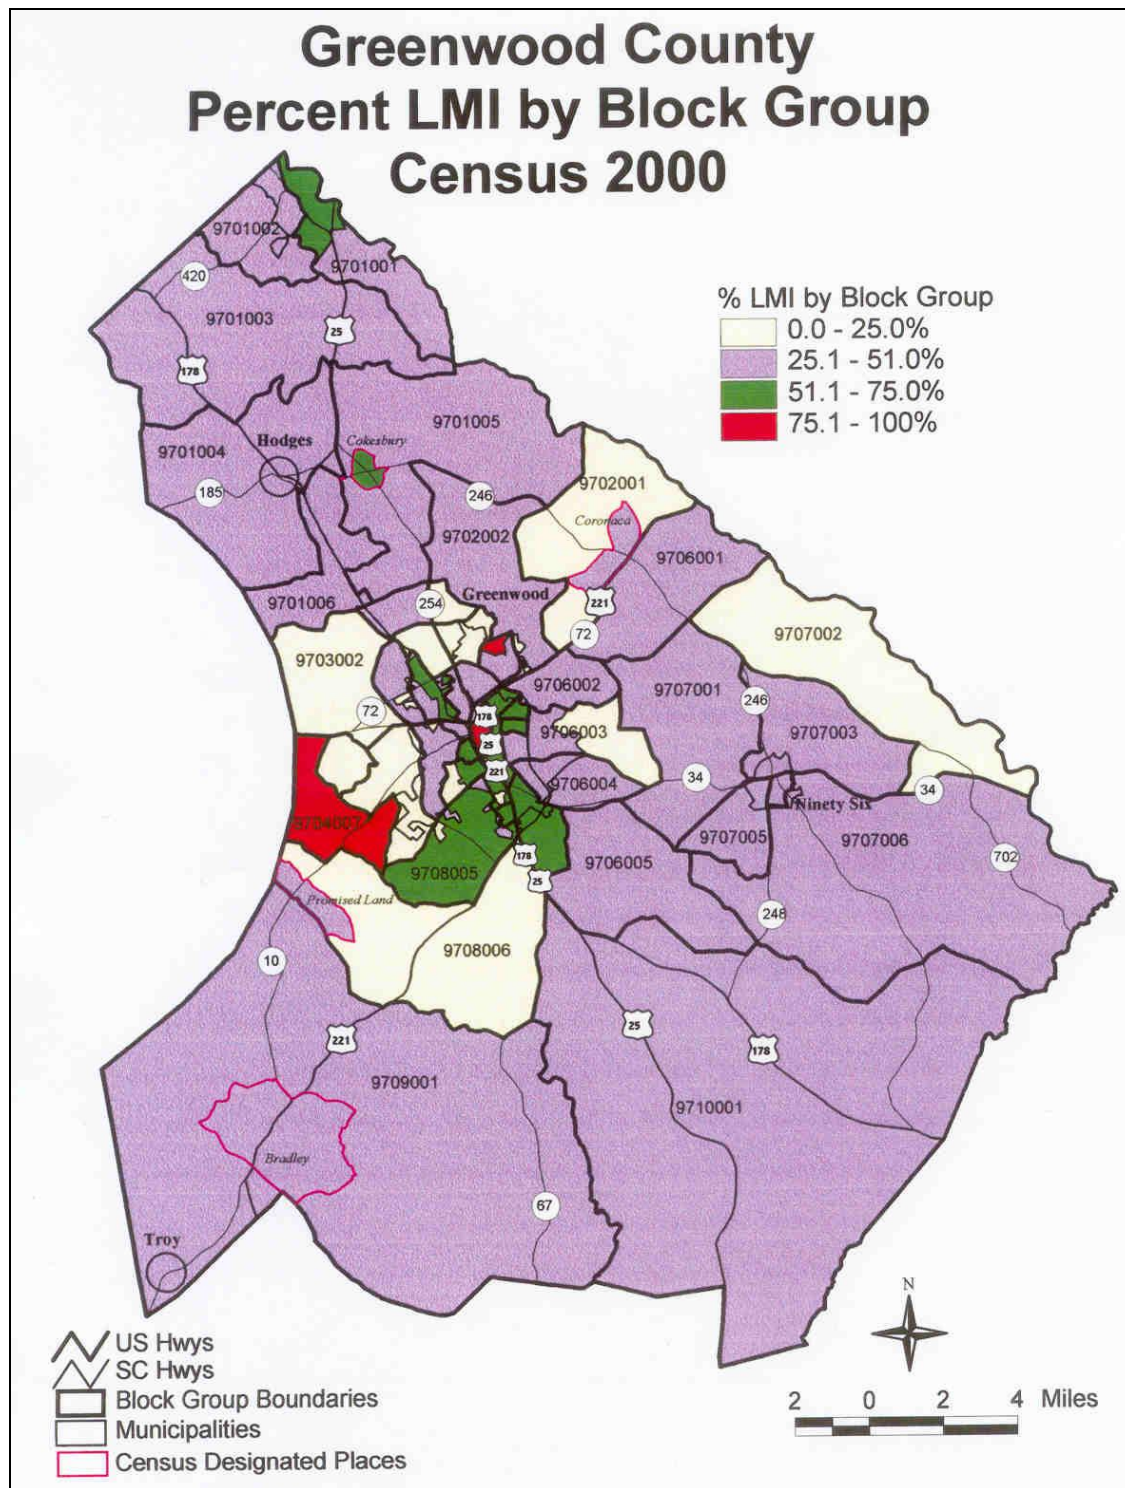 Greenwood County
Percent LMI by Block Group
Census 2000
9701002
9701001
420
9701003
25
178
% LMI by Block Group
0.0 - 25.0%
25.1 - 51.0%
51.1 - 75.0%
75.1 - 100%
9701005
Hodges
Cokesbury
9701004
185
246
9702001
Coronaca
9702002
9706001
9701006
254
Greenwood
221
72
9703002
9707002
9706002
9707001
246
72
178
9706003
9707003
25
221
9706004
34
34
Ninety Six
9704007
9707005
9707006
178
9706005
702
9708005
25
Promised Land
248
10
9708006
221
25
178
9709001
9710001
Bradley
67
Troy
N
US Hwys
SC Hwys
Block Group Boundaries
Municipalities
Census Designated Places
2 0 2 4 Miles